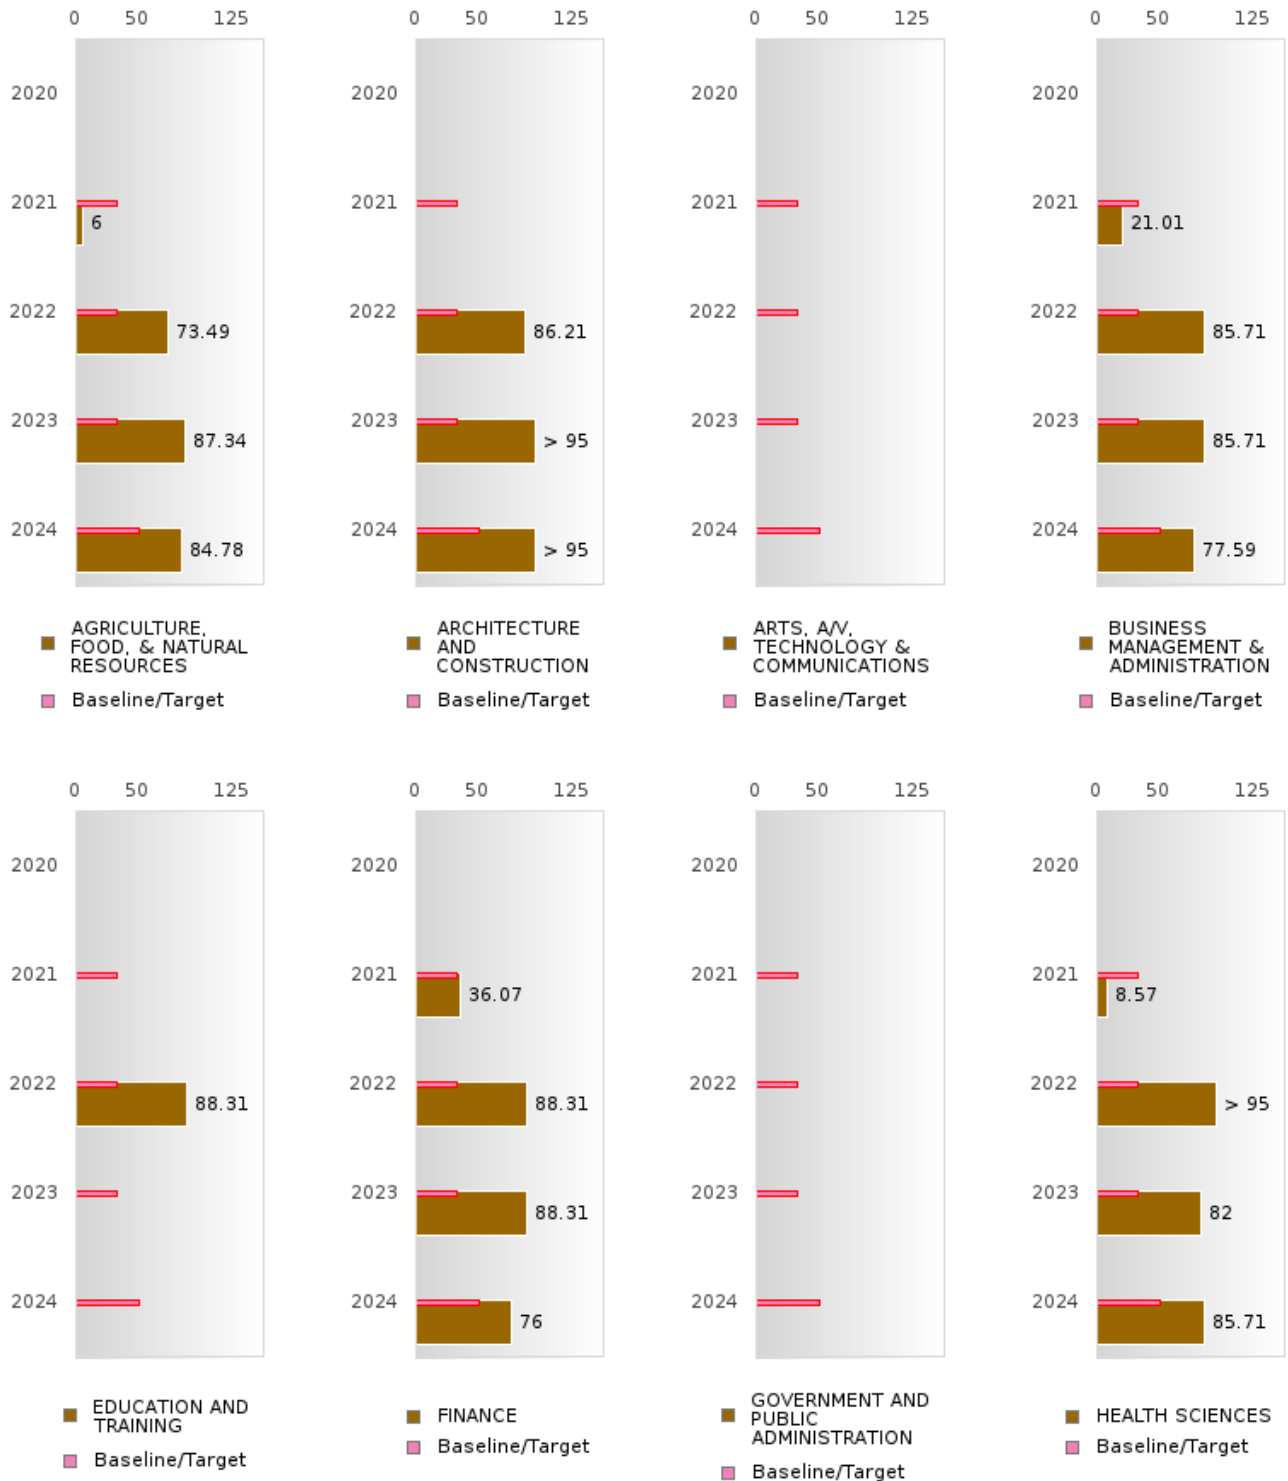 0 50 125
2020
2021
6
2022
73.49
2023
87.34
2024
84.78
AGRICULTURE,
FOOD, & NATURAL
RESOURCES
Baseline/Target
0 50 125
2020
2021
2022
86.21
2023
> 95
2024
> 95
ARCHITECTURE
AND
CONSTRUCTION
Baseline/Target
0 50 125
2020
2021
2022
2023
2024
ARTS, A/V,
TECHNOLOGY &
COMMUNICATIONS
Baseline/Target
0 50 125
2020
2021
21.01
2022
85.71
2023
85.71
2024
77.59
BUSINESS
MANAGEMENT &
ADMINISTRATION
Baseline/Target
0 50 125
2020
2021
2022
88.31
2023
2024
EDUCATION AND
TRAINING
Baseline/Target
0 50 125
2020
2021
36.07
2022
88.31
2023
88.31
2024
76
FINANCE
Baseline/Target
0 50 125
2020
2021
2022
2023
2024
GOVERNMENT AND
PUBLIC
ADMINISTRATION
Baseline/Target
0 50 125
2020
2021
8.57
2022
> 95
2023
82
2024
85.71
HEALTH SCIENCES
Baseline/Target